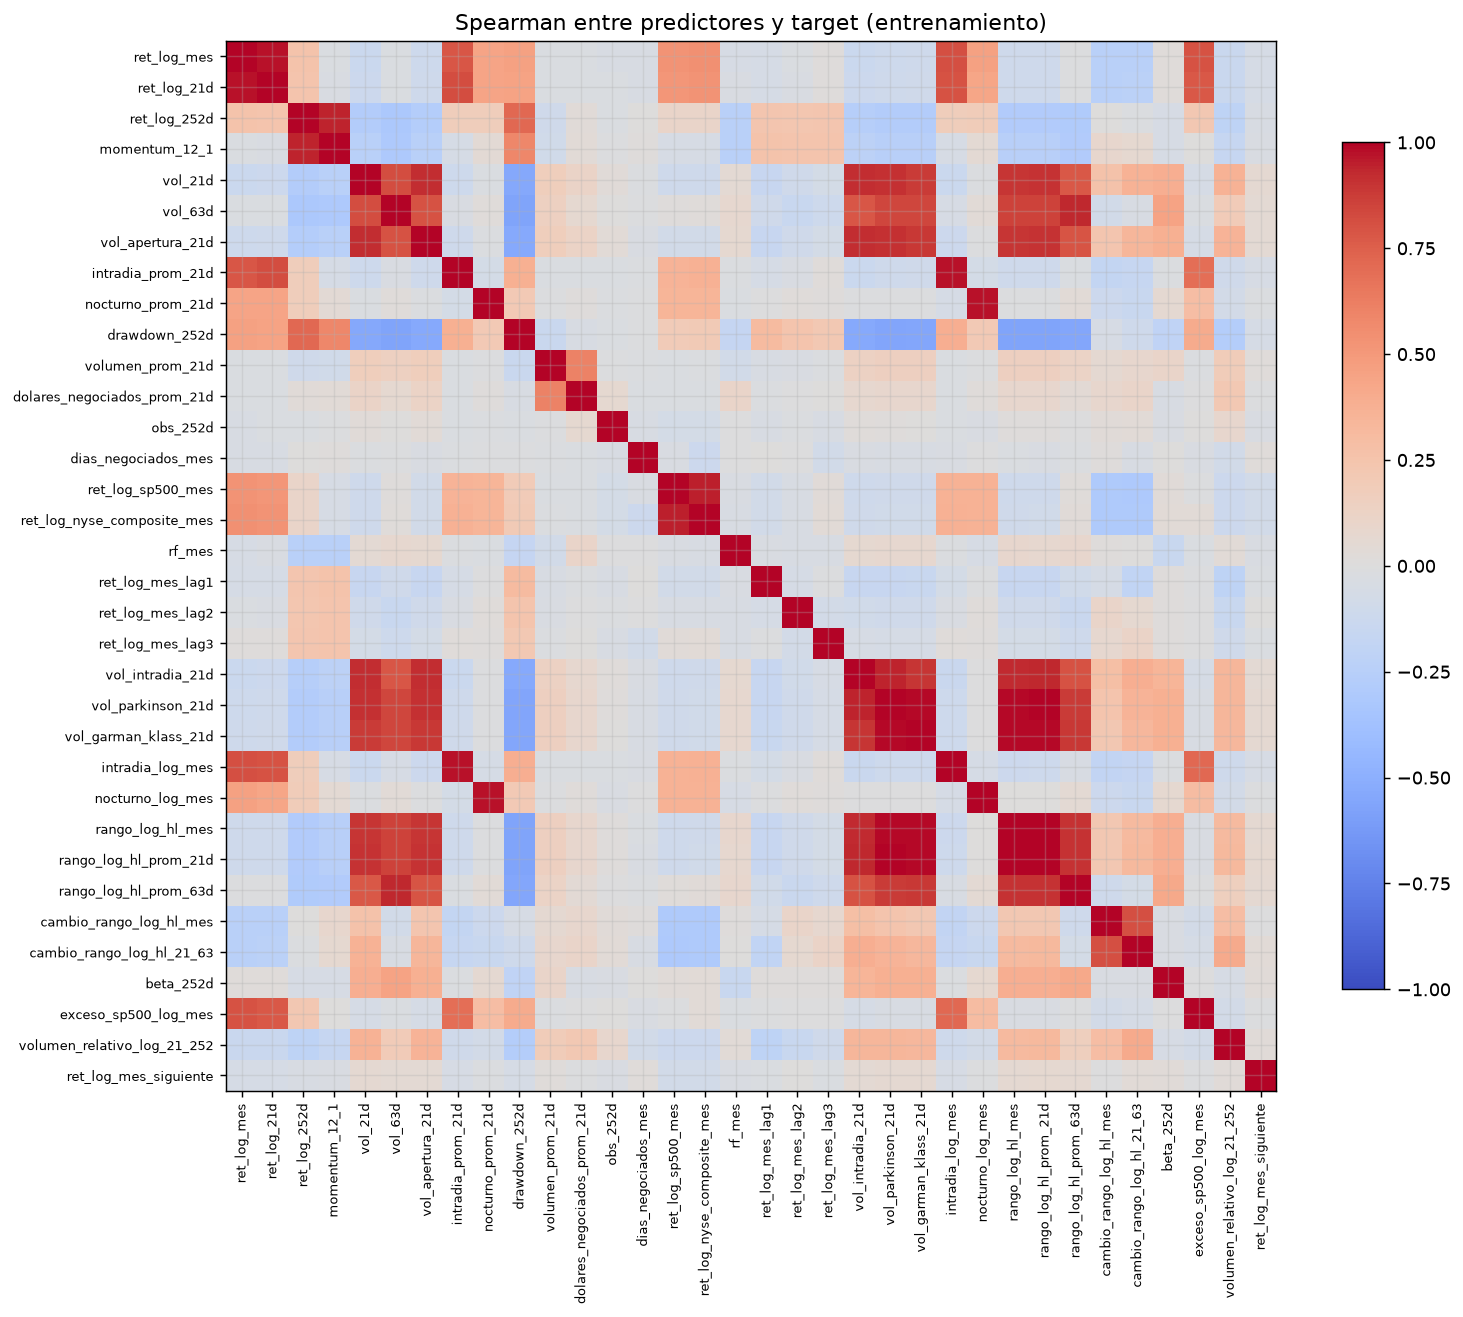 Spearman entre predictores y target (entrenamiento)
ret_log_mes
ret_log_21d
ret_log_252d
momentum_12_1
vol_21d
vol_63d
vol_apertura_21d
intradia_prom_21d
nocturno_prom_21d
drawdown_252d
volumen_prom_21d
dolares_negociados_prom_21d
obs_252d
dias_negociados_mes
ret_log_sp500_mes
ret_log_nyse_composite_mes
rf_mes
ret_log_mes_lag1
ret_log_mes_lag2
ret_log_mes_lag3
vol_intradia_21d
vol_parkinson_21d
vol_garman_klass_21d
intradia_log_mes
nocturno_log_mes
rango_log_hl_mes
rango_log_hl_prom_21d
rango_log_hl_prom_63d
cambio_rango_log_hl_mes
cambio_rango_log_hl_21_63
beta_252d
exceso_sp500_log_mes
volumen_relativo_log_21_252
ret_log_mes_siguiente
ret_log_mes
ret_log_21d
ret_log_252d
momentum_12_1
vol_21d
vol_63d
vol_apertura_21d
intradia_prom_21d
nocturno_prom_21d
drawdown_252d
volumen_prom_21d
dolares_negociados_prom_21d
obs_252d
dias_negociados_mes
ret_log_sp500_mes
ret_log_nyse_composite_mes
rf_mes
ret_log_mes_lag1
ret_log_mes_lag2
ret_log_mes_lag3
vol_intradia_21d
vol_parkinson_21d
vol_garman_klass_21d
intradia_log_mes
nocturno_log_mes
rango_log_hl_mes
rango_log_hl_prom_21d
rango_log_hl_prom_63d
cambio_rango_log_hl_mes
cambio_rango_log_hl_21_63
beta_252d
exceso_sp500_log_mes
volumen_relativo_log_21_252
ret_log_mes_siguiente
1.00
0.75
0.50
0.25
0.00
−0.25
−0.50
−0.75
−1.00